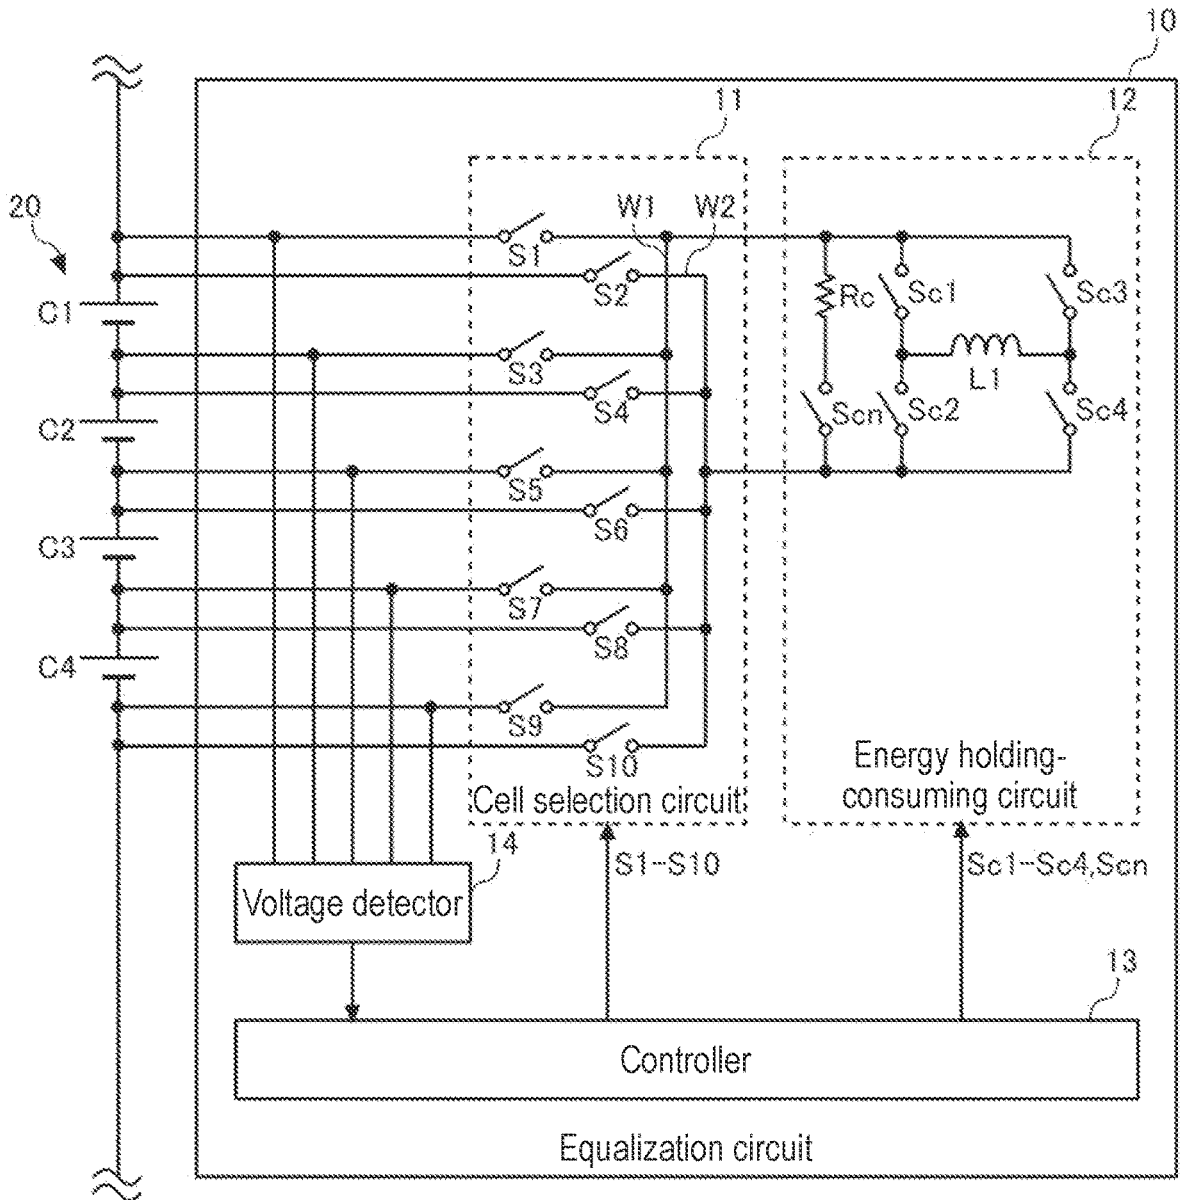 10
11
12
20
W1
W2
S1
S2
C1
Rc
Sc1
Sc3
S3
L1
S4
C2
Scn
Sc2
Sc4
S5
S6
C3
S7
S8
C4
S9
S10
Cell selection circuit
Energy holding-
consuming circuit
14
S1-S10
Sc1-Sc4,Scn
Voltage detector
13
Controller
Equalization circuit